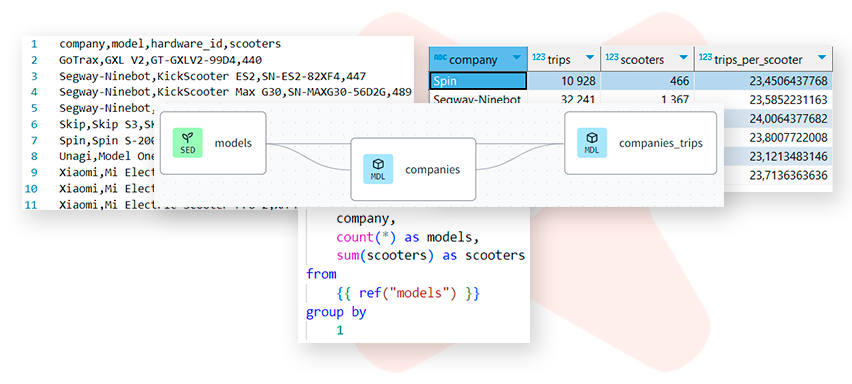 1 company,model,hardware_id,scooters
2 GoTrax,GXL V2,GT-GXLV2-99D4,440
3 Segway-Ninebot,KickScooter ES2,SN-ES2-82XF4,447
4 Segway-Ninebot,KickScooter Max G30,SN-MAXG30-56D2G,489
5 Segway-Ninebot,
6 Skip,Skip S3,
7 Spin,Spin S-200
8 Unagi,Model One
9 Xiaomi,Mi Elect
10 Xiaomi,Mi Elect
11 Xiaomi,Mi Electric Scooter
ABC company 123 trips 123 scooters 123 trips_per_scooter
Spin 10 928 466 23,4506437768
Segway-Ninebot 32 241 1 367 23,5852231163
24,0064377682
23,8007722008
23,1213483146
23,7136363636
SED models
MDL companies
MDL companies_trips
company,
count(*) as models,
sum(scooters) as scooters
from
{{ ref("models") }}
group by
1